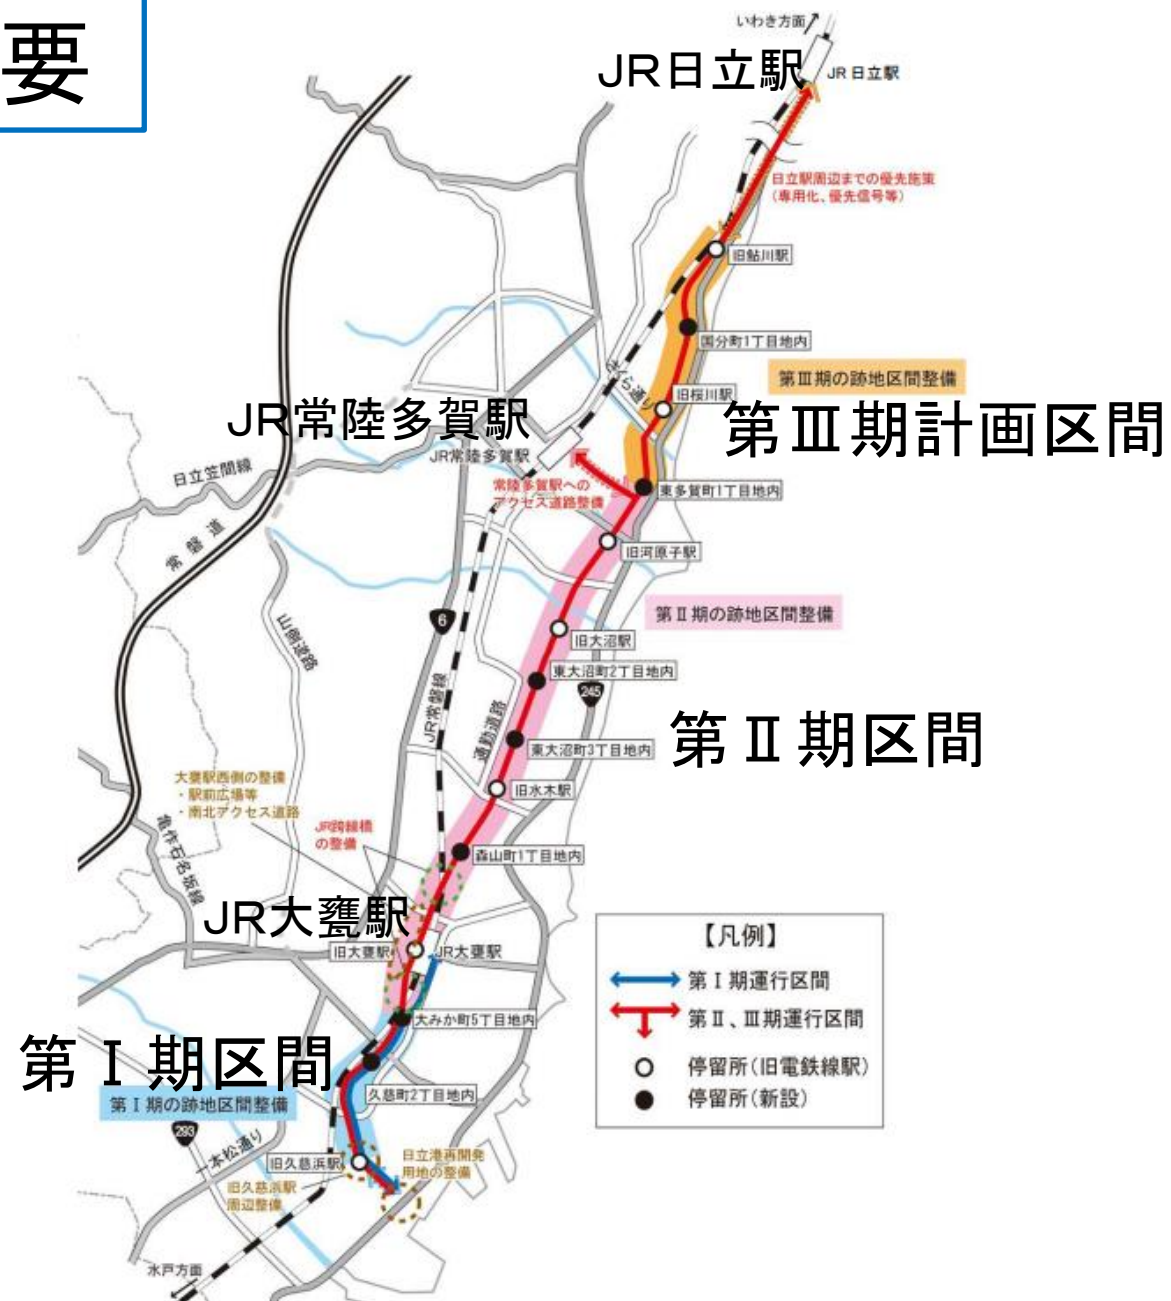 要
いわき方面
JR日立駅
JR日立駅
日立駅周辺までの優先施策
(専用化、優先信号等)
旧鮎川駅
国分町1丁目地内
第Ⅲ期の跡地区間整備
さくら通り
旧桜川駅
JR常陸多賀駅
第Ⅲ期計画区間
JR常陸多賀駅
日立笠間線
常陸多賀駅への
アクセス道路整備
東多賀町1丁目地内
常磐道
旧河原子駅
第Ⅱ期の跡地区間整備
6
山側道路
旧大沼駅
東大沼町2丁目地内
245
JR常磐線
通勤道路
第Ⅱ期区間
東大沼町3丁目地内
大甕駅西側の整備
・駅前広場等
・南北アクセス道路
旧水木駅
亀作石名坂線
JR跨線橋
の整備
森山町1丁目地内
JR大甕駅
旧大甕駅
JR大甕駅
【凡例】
第Ⅰ期運行区間
第Ⅱ、Ⅲ期運行区間
停留所(旧電鉄線駅)
停留所(新設)
大みか町5丁目地内
第Ⅰ期区間
第Ⅰ期の跡地区間整備
久慈町2丁目地内
293
一本松通り
旧久慈浜駅
日立港再開発
用地の整備
旧久慈浜駅
周辺整備
水戸方面